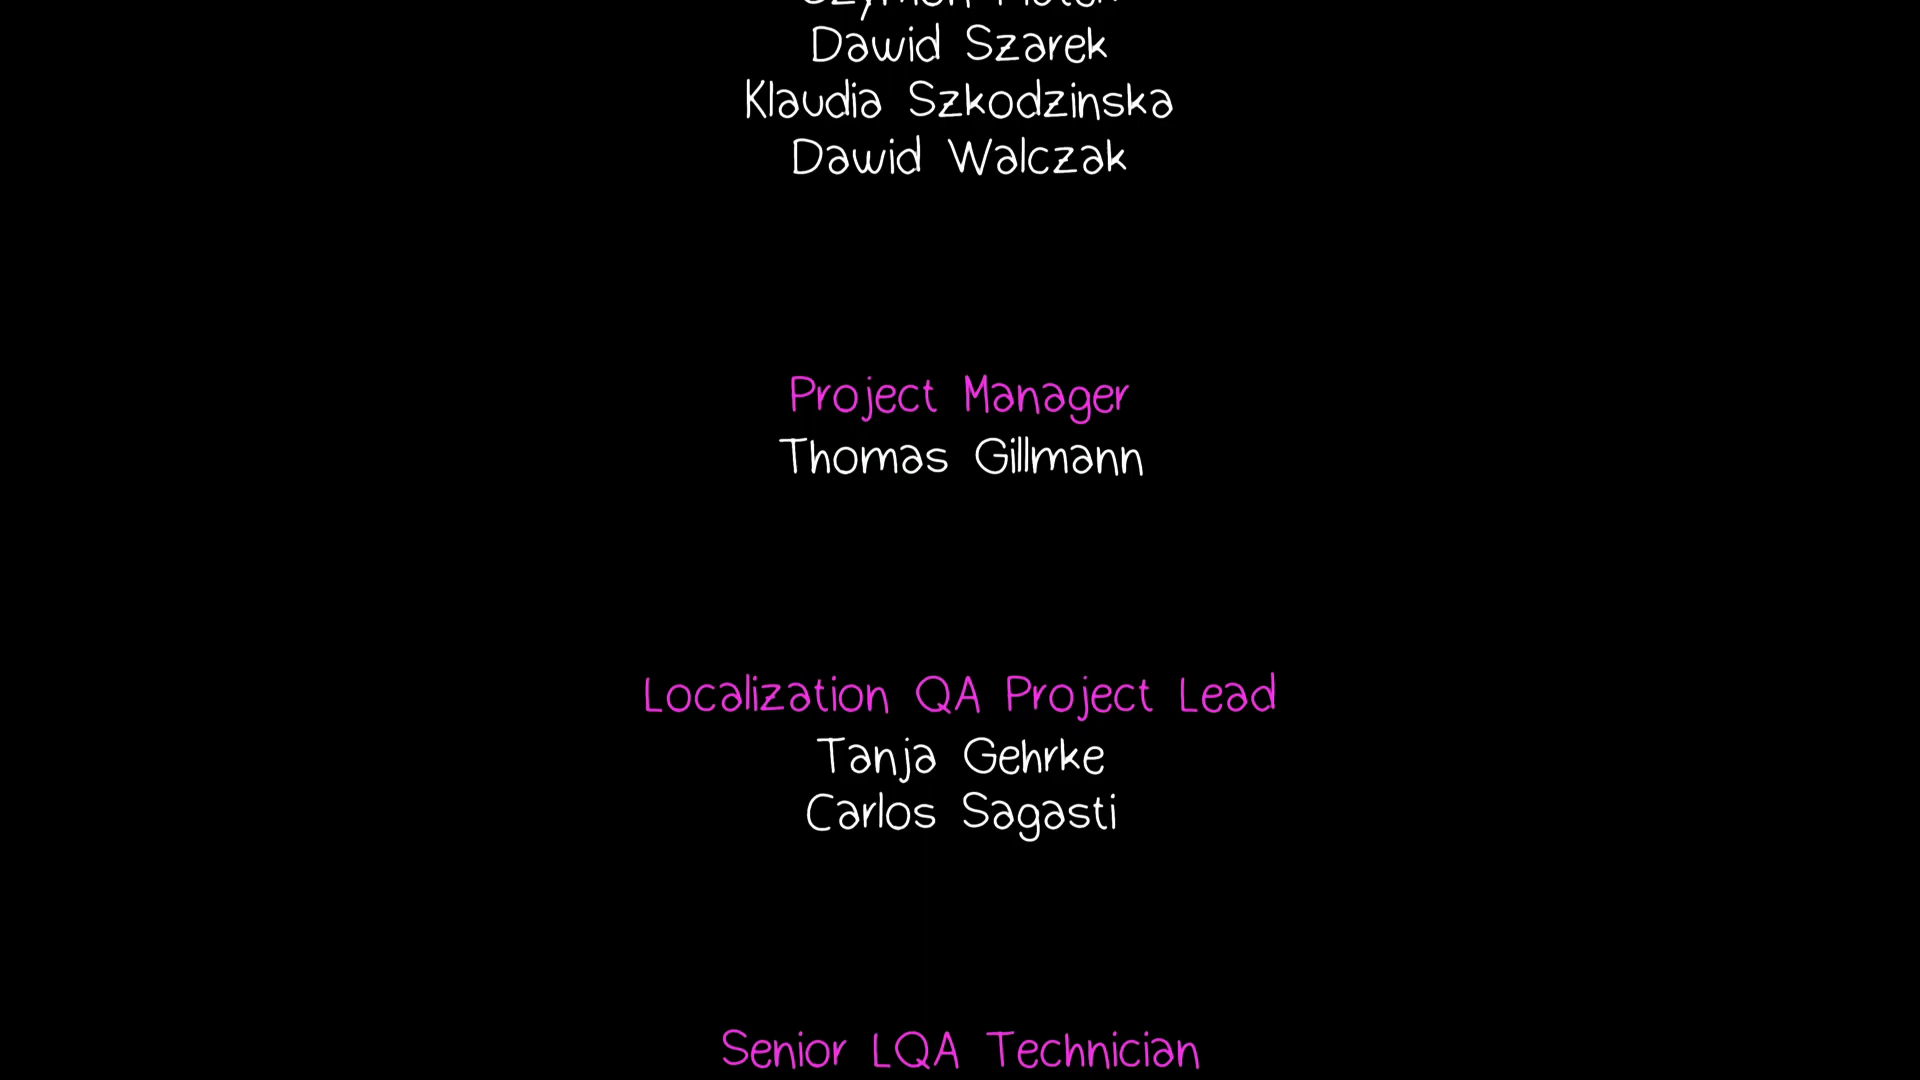 Dawid Szarek
Klaudia Szkodzinska
Dawid Walczak
Project Manager
Thomas Gillmann
Localization QA Project Lead
Tanja Gehrke
Carlos Sagasti
Senior LQA Technician